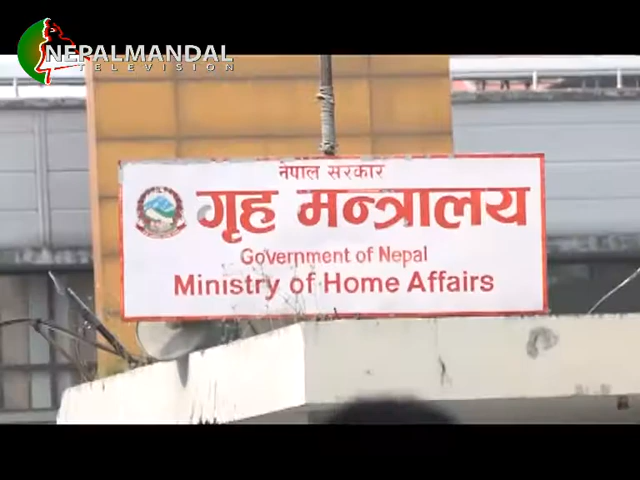 NEPALMANDAL
TELEVISION
नेपाल सरकार
गृह मन्त्रालय
Government of Nepal
Ministry of Home Affairs